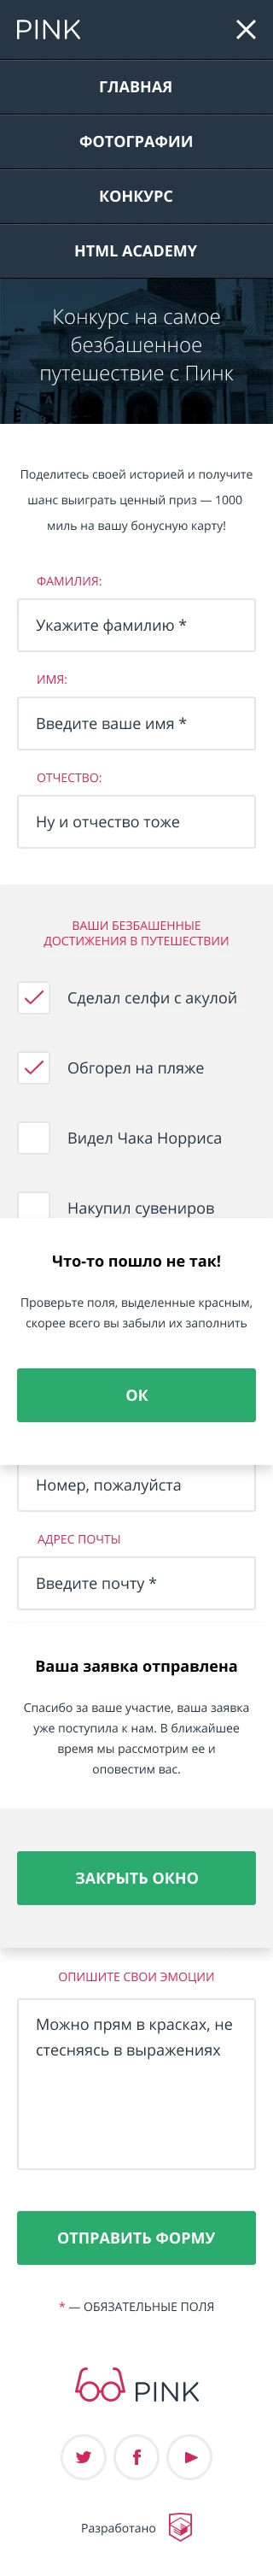 PINK
ГЛАВНАЯ
ФОТОГРАФИИ
КОНКУРС
HTML ACADEMY
Конкурс на самое
безбашенное
путешествие с Пинк
Поделитесь своей историей и получите
шанс выиграть ценный приз — 1000
миль на вашу бонусную карту!
ФАМИЛИЯ:
Укажите фамилию *
ИМЯ:
Введите ваше имя *
ОТЧЕСТВО:
Ну и отчество тоже
ВАШИ БЕЗБАШЕННЫЕ
ДОСТИЖЕНИЯ В ПУТЕШЕСТВИИ
Сделал селфи с акулой
Обгорел на пляже
Видел Чака Норриса
Накупил сувениров
Что-то пошло не так!
Проверьте поля, выделенные красным,
скорее всего вы забыли их заполнить
ОК
Номер, пожалуйста
АДРЕС ПОЧТЫ
Введите почту *
Ваша заявка отправлена
Спасибо за ваше участие, ваша заявка
уже поступила к нам. В ближайшее
время мы рассмотрим ее и
оповестим вас.
ЗАКРЫТЬ ОКНО
ОПИШИТЕ СВОИ ЭМОЦИИ
Можно прям в красках, не
стесняясь в выражениях
ОТПРАВИТЬ ФОРМУ
* — ОБЯЗАТЕЛЬНЫЕ ПОЛЯ
PINK
Разработано